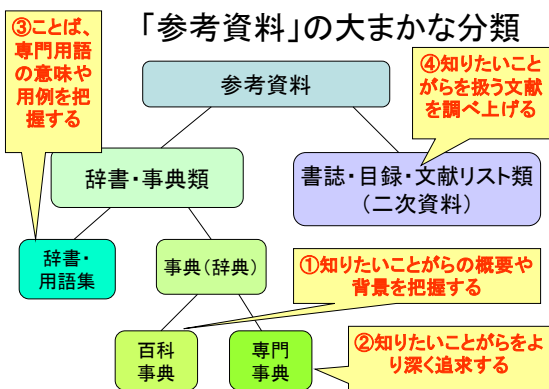 「参考資料」の大まかな分類
③ことば、
専門用語
の意味や
用例を把
握する
参考資料
④知りたいこと
がらを扱う文献
を調べ上げる
辞書・事典類
書誌・目録・文献リスト類
(二次資料)
辞書・
用語集
事典(辞典)
①知りたいことがらの概要や
背景を把握する
百科
事典
専門
事典
②知りたいことがらをよ
り深く追求する